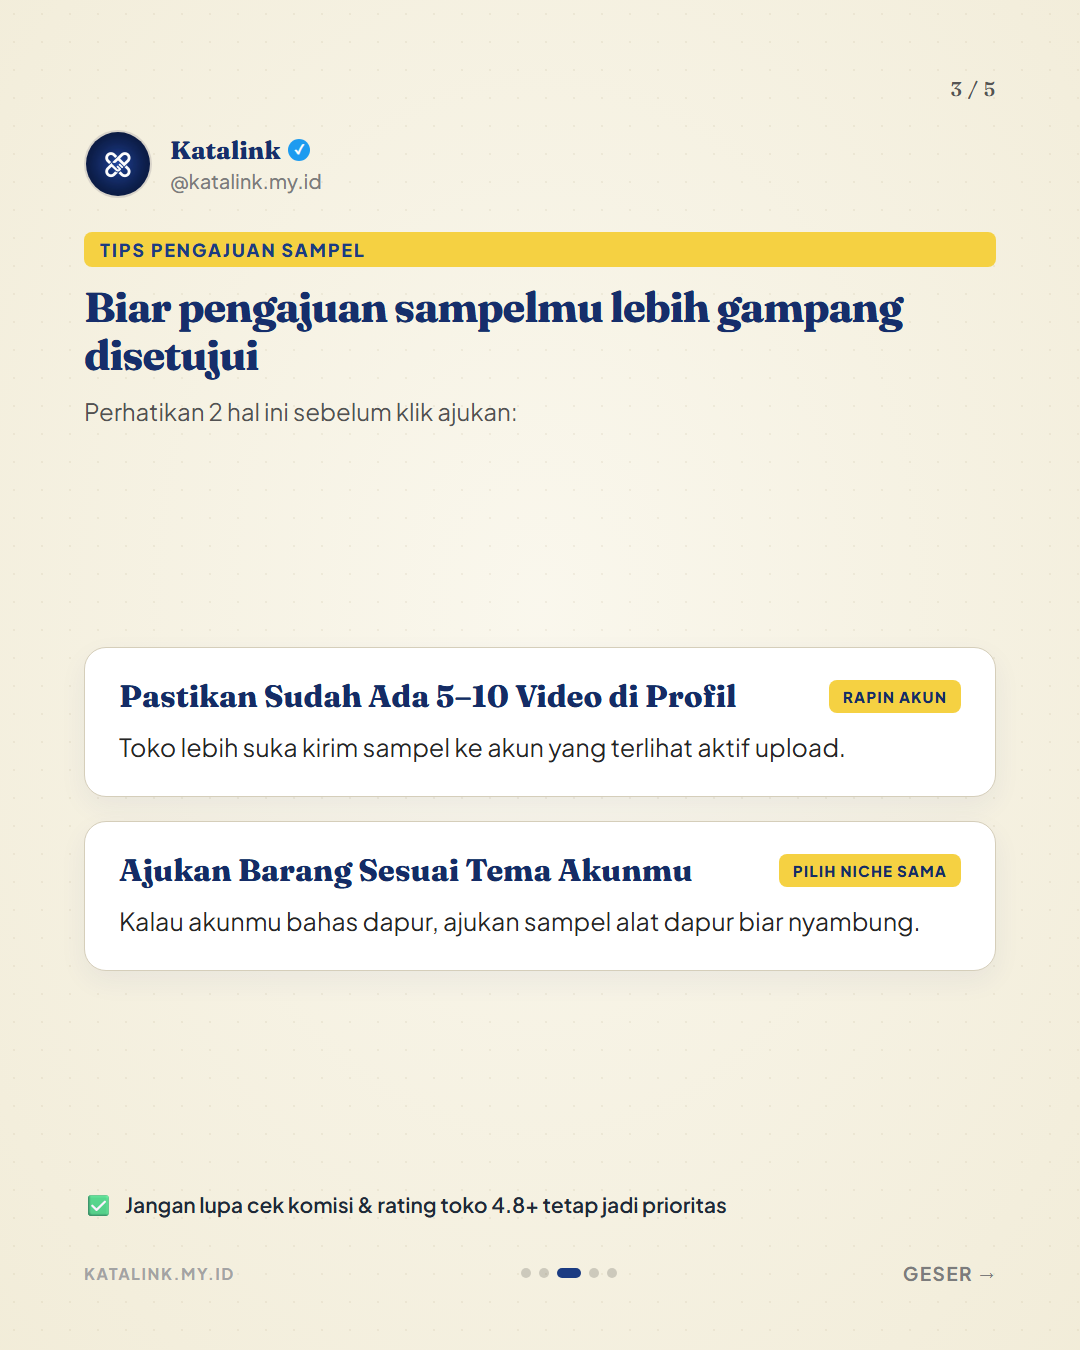 3 / 5
Katalink
@katalink.my.id
TIPS PENGAJUAN SAMPEL
Biar pengajuan sampelmu lebih gampang
disetujui
Perhatikan 2 hal ini sebelum klik ajukan:
Pastikan Sudah Ada 5–10 Video di Profil
RAPIN AKUN
Toko lebih suka kirim sampel ke akun yang terlihat aktif upload.
Ajukan Barang Sesuai Tema Akunmu
PILIH NICHE SAMA
Kalau akunmu bahas dapur, ajukan sampel alat dapur biar nyambung.
✅ Jangan lupa cek komisi & rating toko 4.8+ tetap jadi prioritas
KATALINK.MY.ID
GESER →